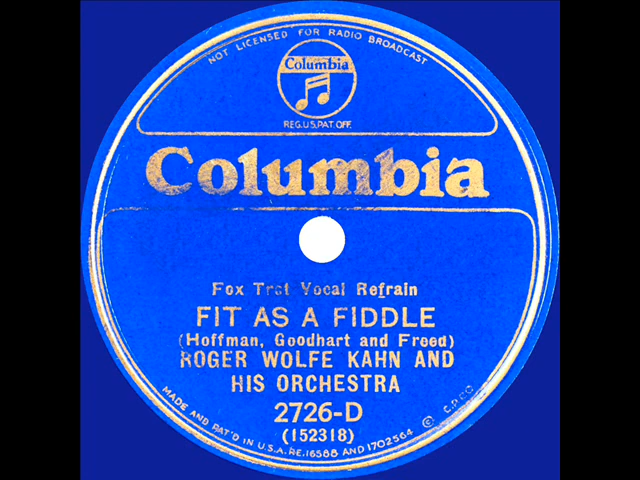 NOT LICENSED FOR RADIO BROADCAST
Columbia
REG.U.S.PAT.OFF.
Columbia
Fox Trot Vocal Refrain
FIT AS A FIDDLE
(Hoffman, Goodhart and Freed)
ROGER WOLFE KAHN AND
HIS ORCHESTRA
2726-D
(152318)
MADE AND PAT'D IN U.S.A. RE.16588 AND 1702564 © C.P.CO